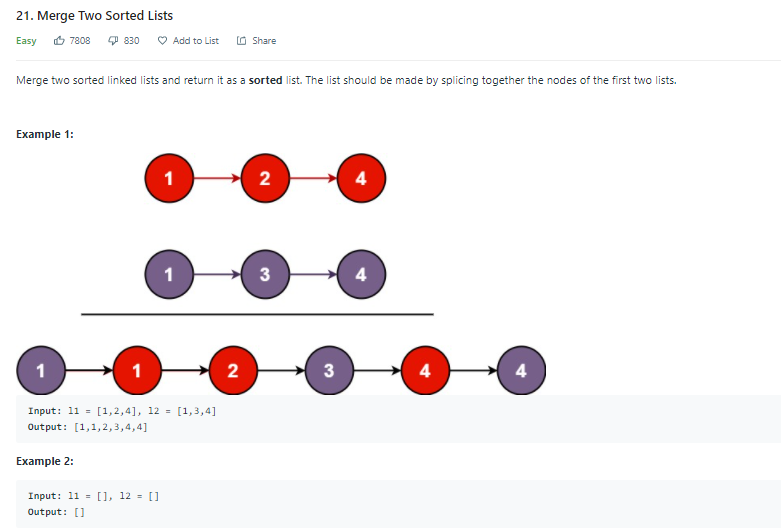 21. Merge Two Sorted Lists
Easy 7808 830 Add to List Share
Merge two sorted linked lists and return it as a sorted list. The list should be made by splicing together the nodes of the first two lists.
Example 1:
1 2 4
1 3 4
1 1 2 3 4 4
Input: l1 = [1,2,4], l2 = [1,3,4]
Output: [1,1,2,3,4,4]
Example 2:
Input: l1 = [], l2 = []
Output: []